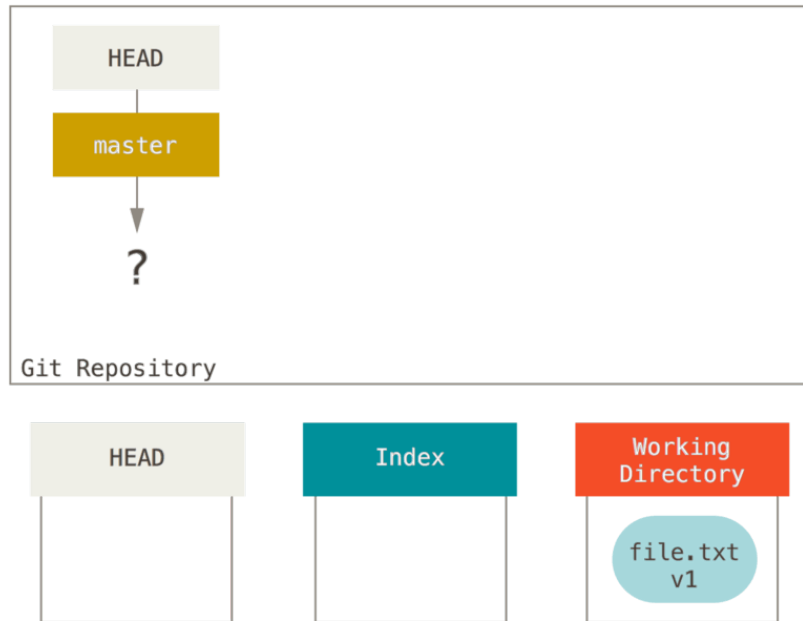 HEAD
master
?
Git Repository
HEAD
Index
Working
Directory
file.txt
v1